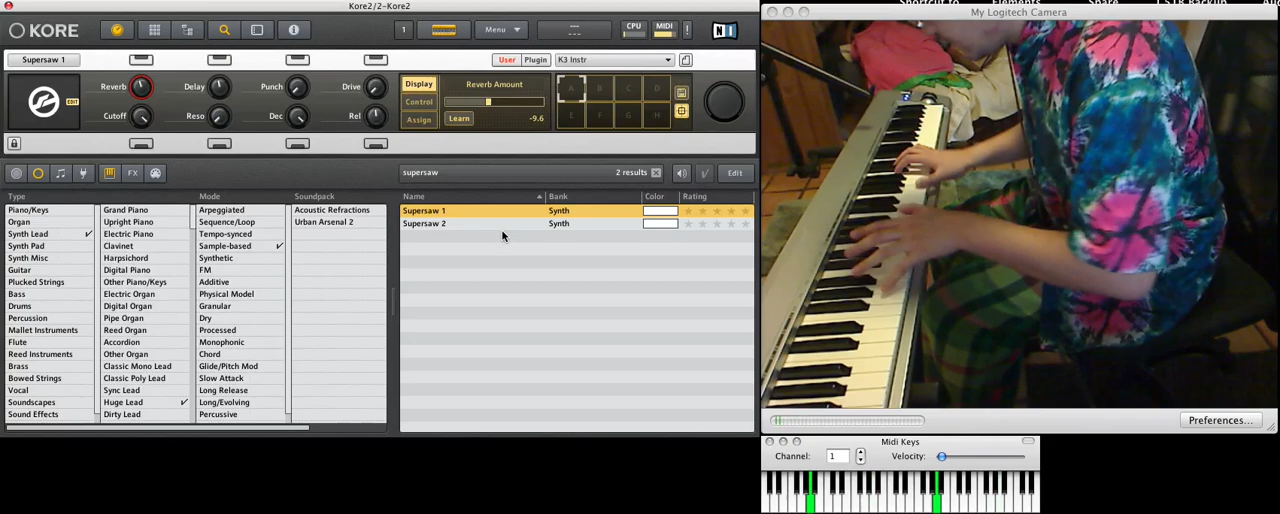 Kore2/2-Kore2
KORE
1
Menu
---
---
CPU
MIDI
!
NI
Supersaw 1
User
Plugin
K3 Instr
EDIT
Reverb
Delay
Punch
Drive
Cutoff
Reso
Dec
Rel
Display
Control
Assign
Reverb Amount
Learn
-9.6
A
B
C
D
E
F
G
H
FX
supersaw
2 results
Edit
Type
Mode
Soundpack
Piano/Keys
Organ
Synth Lead
Synth Pad
Synth Misc
Guitar
Plucked Strings
Bass
Drums
Percussion
Mallet Instruments
Flute
Reed Instruments
Brass
Bowed Strings
Vocal
Soundscapes
Sound Effects
Grand Piano
Upright Piano
Electric Piano
Clavinet
Harpsichord
Digital Piano
Other Piano/Keys
Electric Organ
Digital Organ
Pipe Organ
Reed Organ
Accordion
Other Organ
Classic Mono Lead
Classic Poly Lead
Sync Lead
Huge Lead
Dirty Lead
Arpeggiated
Sequence/Loop
Tempo-synced
Sample-based
Synthetic
FM
Additive
Physical Model
Granular
Dry
Processed
Monophonic
Chord
Glide/Pitch Mod
Slow Attack
Long Release
Long/Evolving
Percussive
Acoustic Refractions
Urban Arsenal 2
Name
Bank
Color
Rating
Supersaw 1
Synth
Supersaw 2
Synth
My Logitech Camera
Preferences...
Midi Keys
Channel:
1
Velocity: